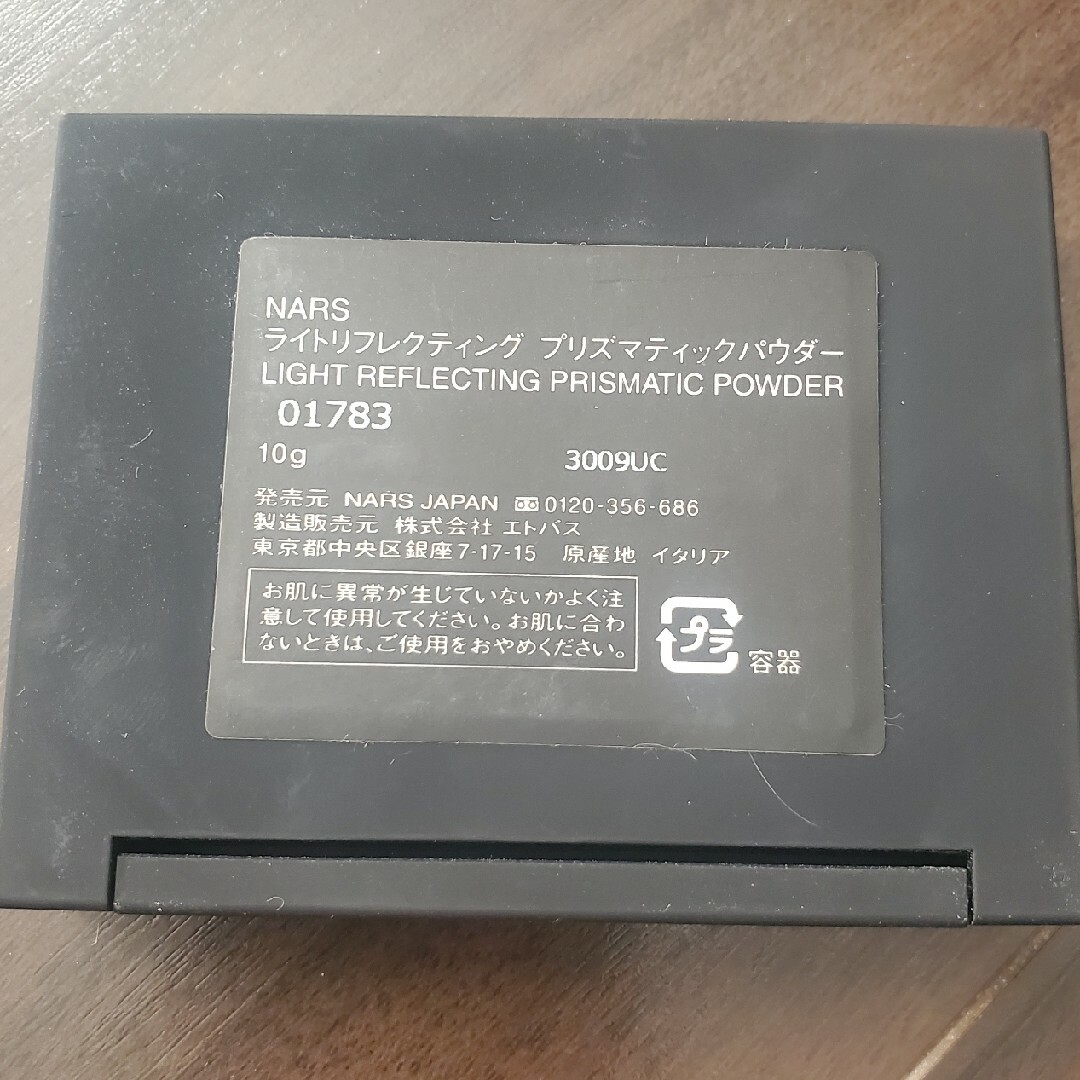 NARS
ライトリフレクティング プリズマティックパウダー
LIGHT REFLECTING PRISMATIC POWDER
01783
10g 3009UC
発売元 NARS JAPAN 0120-356-686
製造販売元 株式会社 エトバス
東京都中央区銀座7-17-15 原産地 イタリア
お肌に異常が生じていないかよく注
意して使用してください。お肌に合わ
ないときは、ご使用をおやめください。
プラ
容器